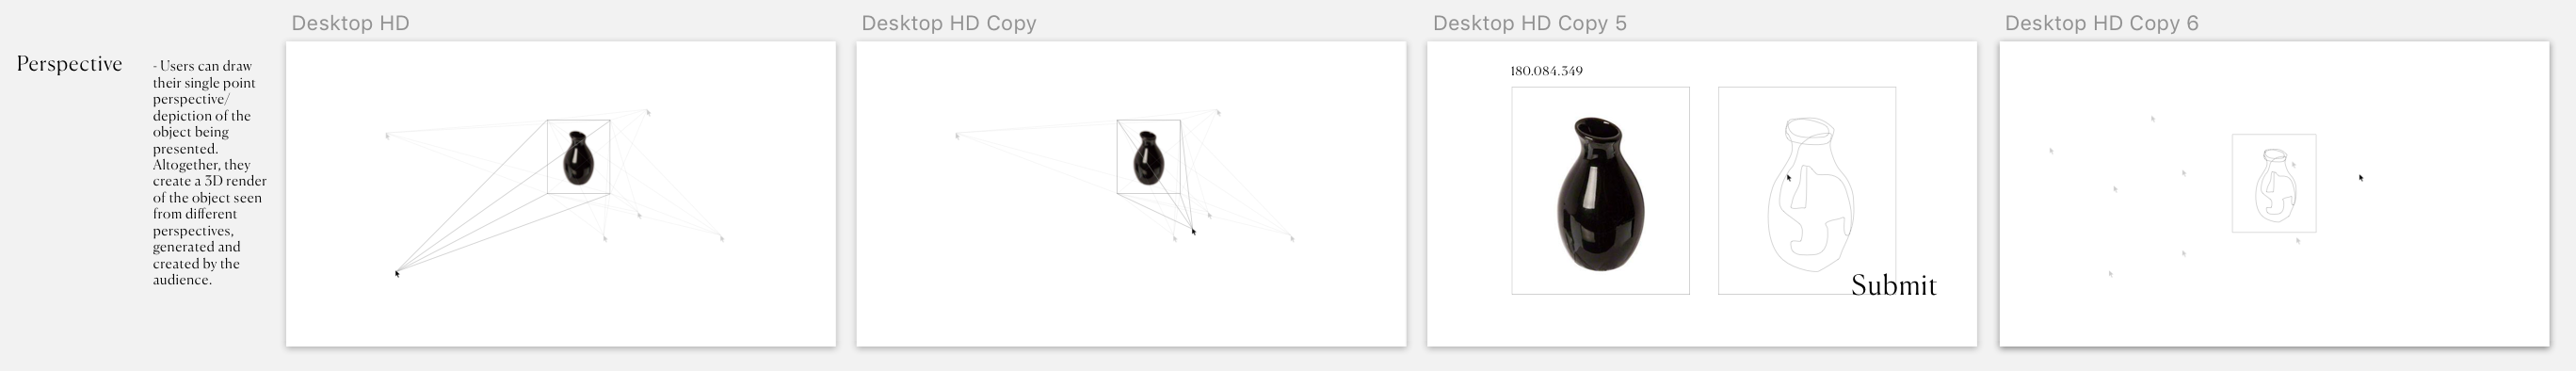 Desktop HD
Desktop HD Copy
Desktop HD Copy 5
Desktop HD Copy 6
Perspective
- Users can draw
their single point
perspective/
depiction of the
object being
presented.
Altogether, they
create a 3D render
of the object seen
from different
perspectives,
generated and
created by the
audience.
180.084.349
Submit